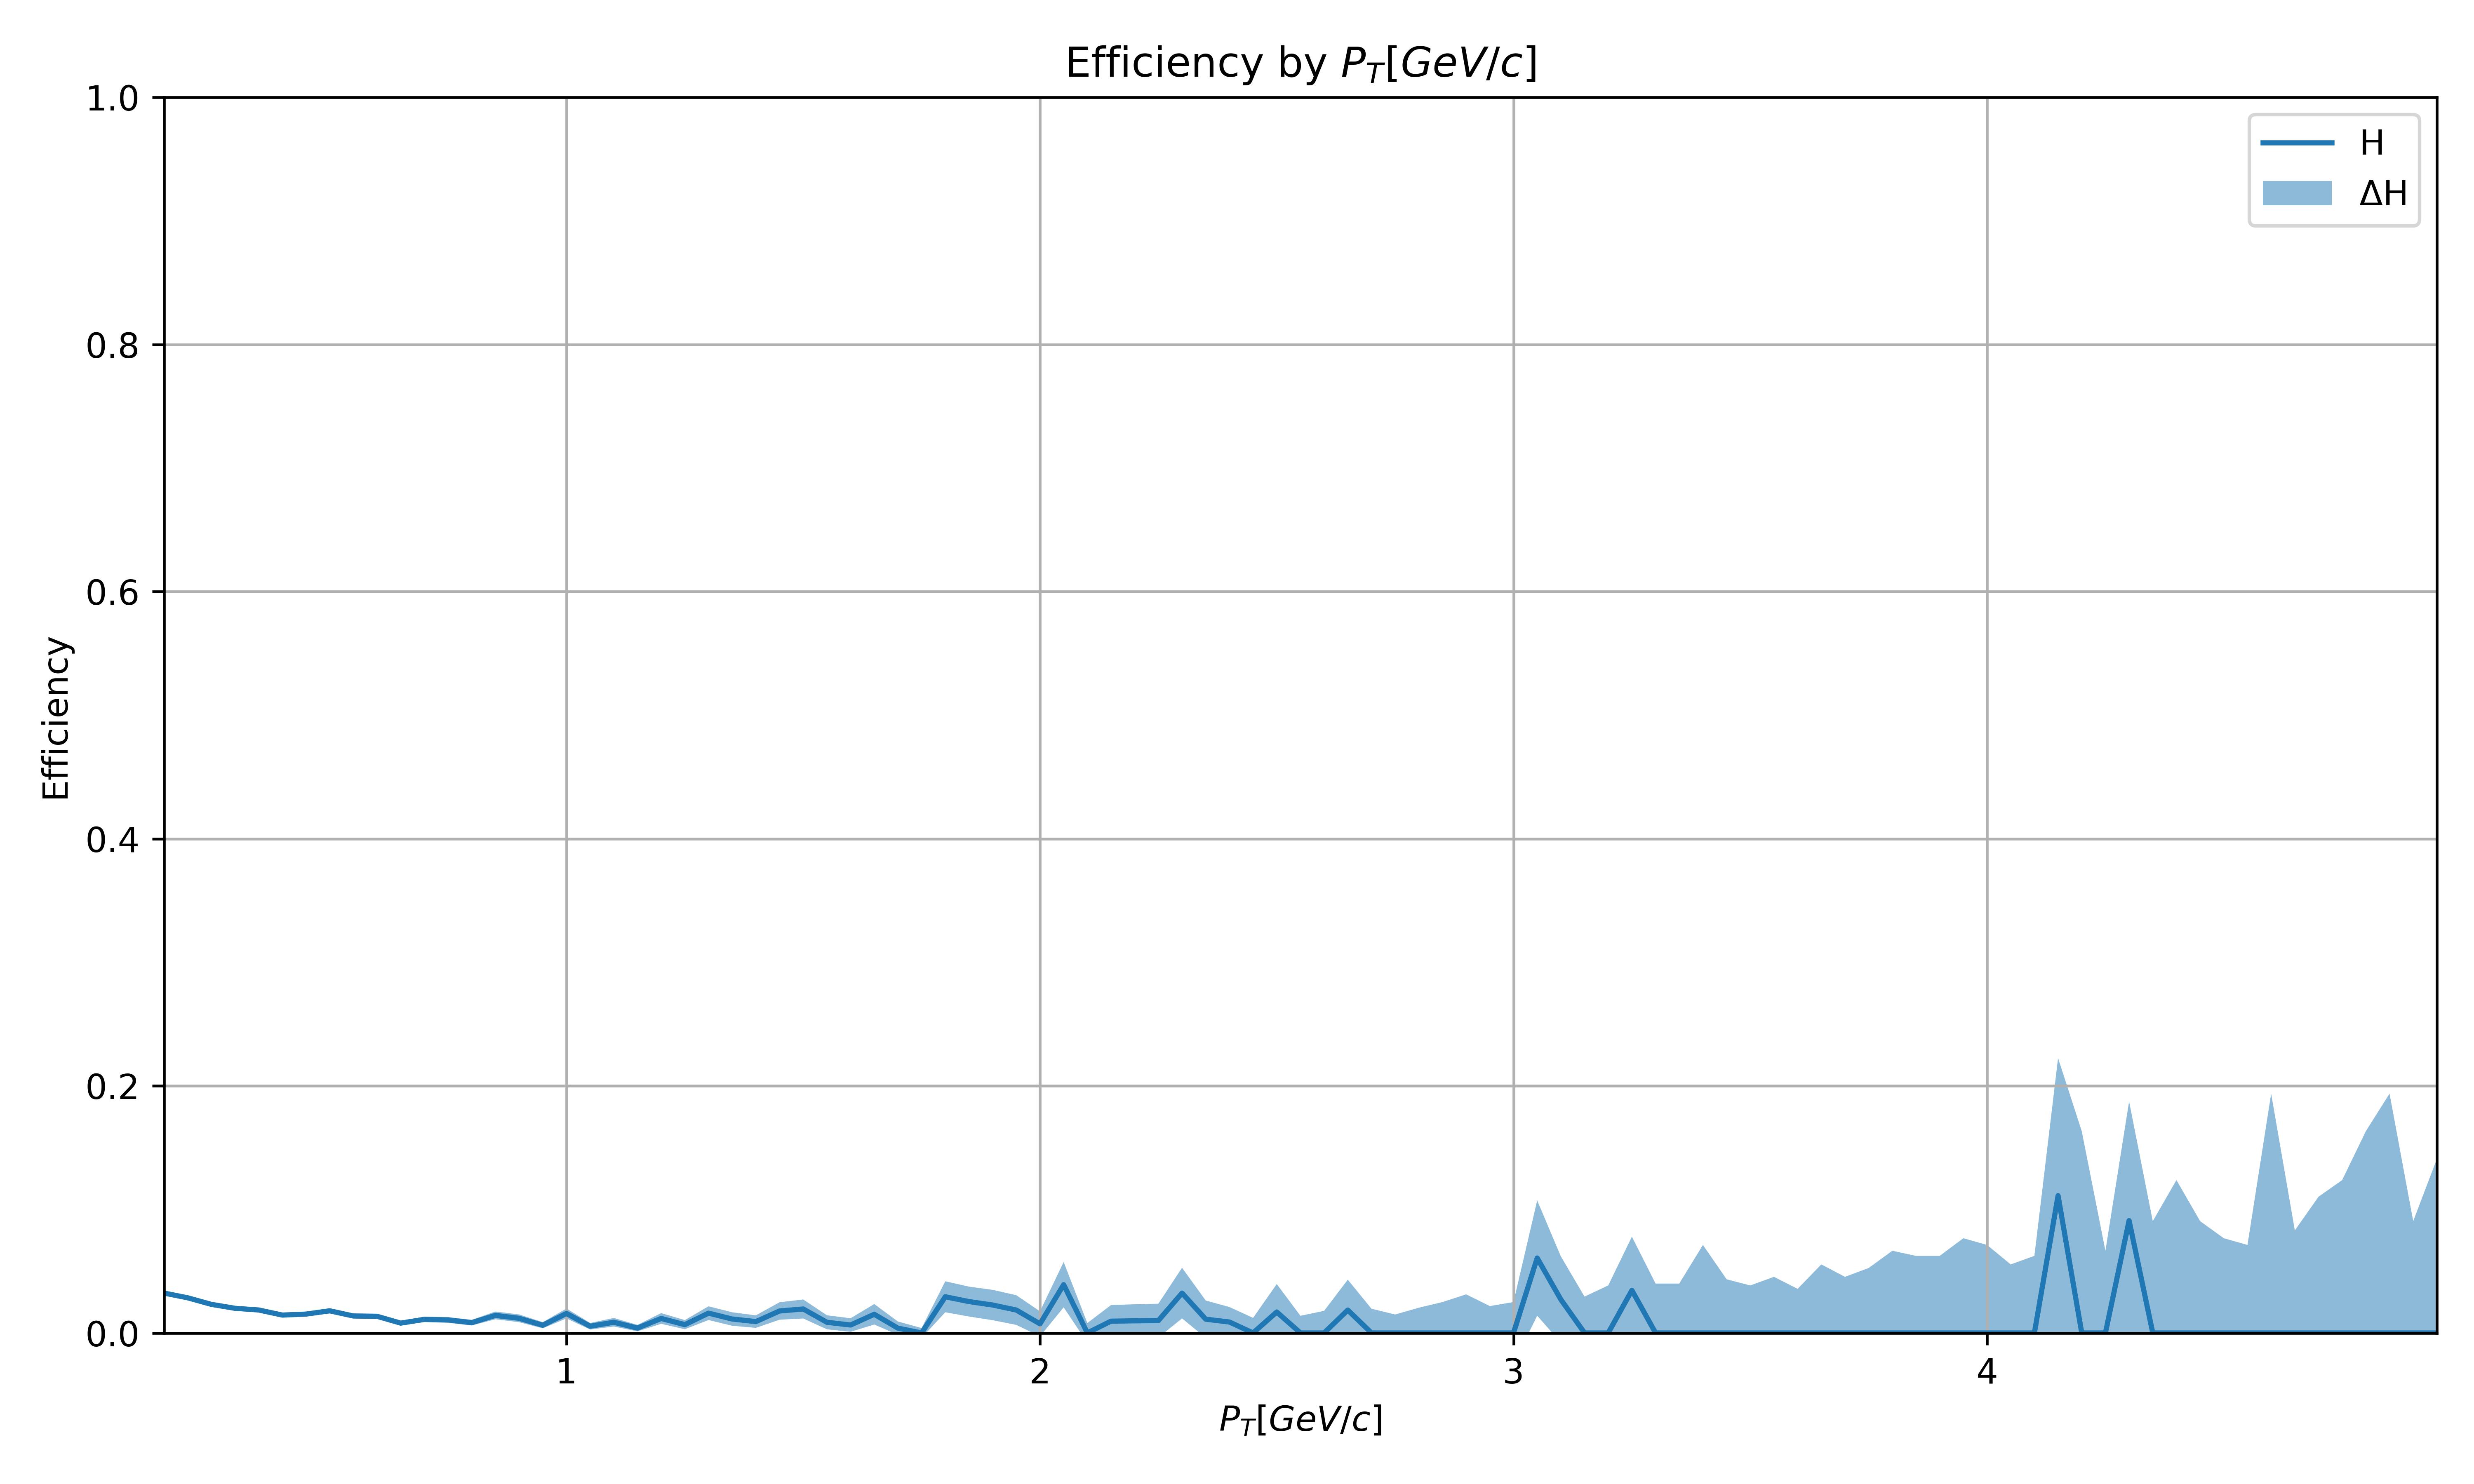 Efficiency by P_T[GeV/c]
H
ΔH
1.0
0.8
0.6
0.4
0.2
0.0
Efficiency
1 2 3 4
P_T[GeV/c]